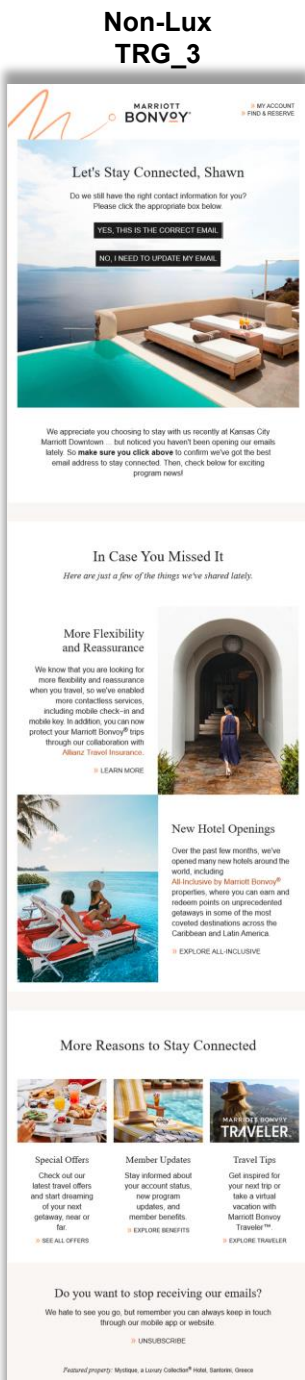 Non-Lux
TRG_3
MARRIOTT
BONVOY™
» MY ACCOUNT
» FIND & RESERVE
Let's Stay Connected, Shawn
Do we still have the right contact information for you?
Please click the appropriate box below.
YES, THIS IS THE CORRECT EMAIL
NO, I NEED TO UPDATE MY EMAIL
We appreciate you choosing to stay with us recently at Kansas City
Marriott Downtown ... but noticed you haven't been opening our emails
lately. So make sure you click above to confirm we've got the best
email address to stay connected. Then, check below for exciting
program news!
In Case You Missed It
Here are just a few of the things we've shared lately.
More Flexibility
and Reassurance
We know that you are looking for
more flexibility and reassurance
when you travel, so we've enabled
more contactless services,
including mobile check-in and
mobile key. In addition, you can now
protect your Marriott Bonvoy® trips
through our collaboration with
Allianz Travel Insurance.
» LEARN MORE
New Hotel Openings
Over the past few months, we've
opened many new hotels around the
world, including
All-Inclusive by Marriott Bonvoy®
properties, where you can earn and
redeem points on unprecedented
getaways in some of the most
coveted destinations across the
Caribbean and Latin America.
» EXPLORE ALL-INCLUSIVE
More Reasons to Stay Connected
MARRIOTT BONVOY
TRAVELER.
Special Offers
Check out our
latest travel offers
and start dreaming
of your next
getaway, near or
far.
» SEE ALL OFFERS
Member Updates
Stay informed about
your account status,
new program
updates, and
member benefits.
» EXPLORE BENEFITS
Travel Tips
Get inspired for
your next trip or
take a virtual
vacation with
Marriott Bonvoy
Traveler™.
» EXPLORE TRAVELER
Do you want to stop receiving our emails?
We hate to see you go, but remember you can always keep in touch
through our mobile app or website.
» UNSUBSCRIBE
Featured property: Mystique, a Luxury Collection® Hotel, Santorini, Greece